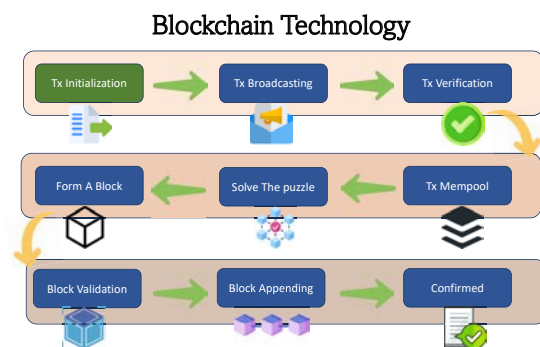 Blockchain Technology
Tx Initialization
Tx Broadcasting
Tx Verification
Form A Block
Solve The puzzle
Tx Mempool
Block Validation
Block Appending
Confirmed